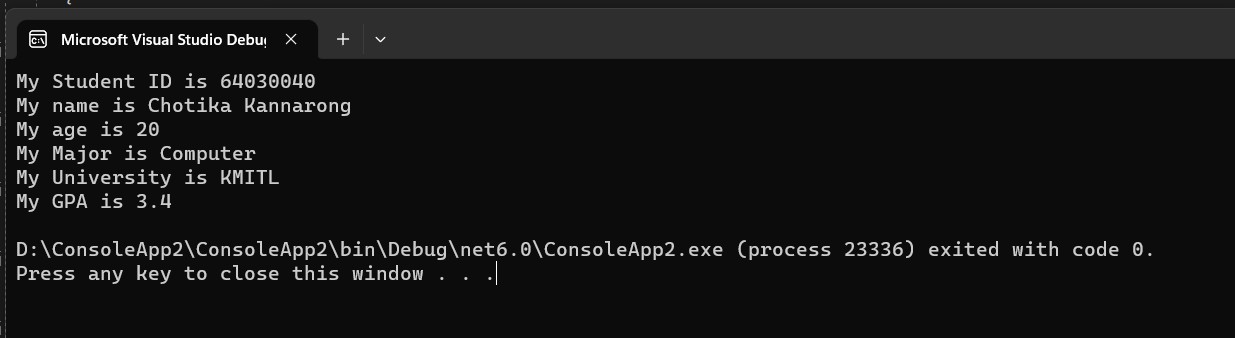 Microsoft Visual Studio Debu
My Student ID is 64030040
My name is Chotika Kannarong
My age is 20
My Major is Computer
My University is KMITL
My GPA is 3.4
D:\ConsoleApp2\ConsoleApp2\bin\Debug\net6.0\ConsoleApp2.exe (process 23336) exited with code 0.
Press any key to close this window . . .